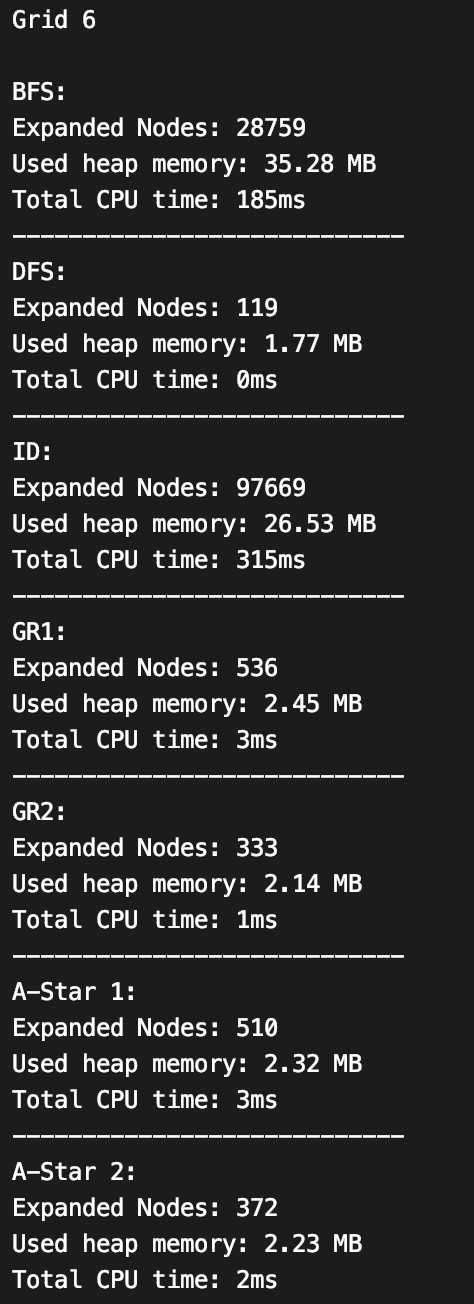 Grid 6
BFS:
Expanded Nodes: 28759
Used heap memory: 35.28 MB
Total CPU time: 185ms
----------------------------
DFS:
Expanded Nodes: 119
Used heap memory: 1.77 MB
Total CPU time: 0ms
----------------------------
ID:
Expanded Nodes: 97669
Used heap memory: 26.53 MB
Total CPU time: 315ms
----------------------------
GR1:
Expanded Nodes: 536
Used heap memory: 2.45 MB
Total CPU time: 3ms
----------------------------
GR2:
Expanded Nodes: 333
Used heap memory: 2.14 MB
Total CPU time: 1ms
----------------------------
A-Star 1:
Expanded Nodes: 510
Used heap memory: 2.32 MB
Total CPU time: 3ms
----------------------------
A-Star 2:
Expanded Nodes: 372
Used heap memory: 2.23 MB
Total CPU time: 2ms